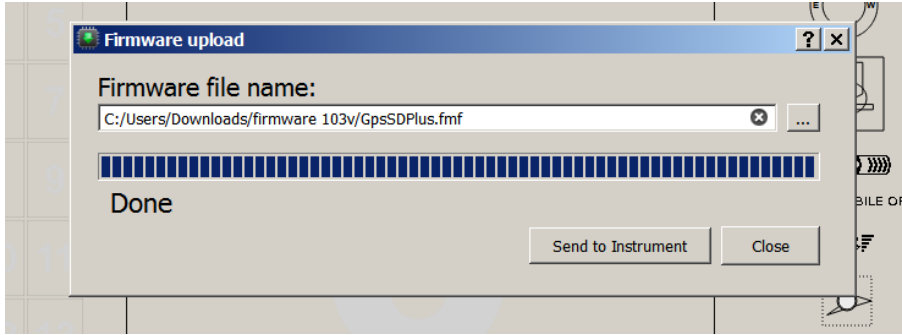 E
W
Firmware upload
?
Firmware file name:
C:/Users/Downloads/firmware 103v/GpsSDPlus.fmf
...
BILE OF
Done
Send to Instrument
Close